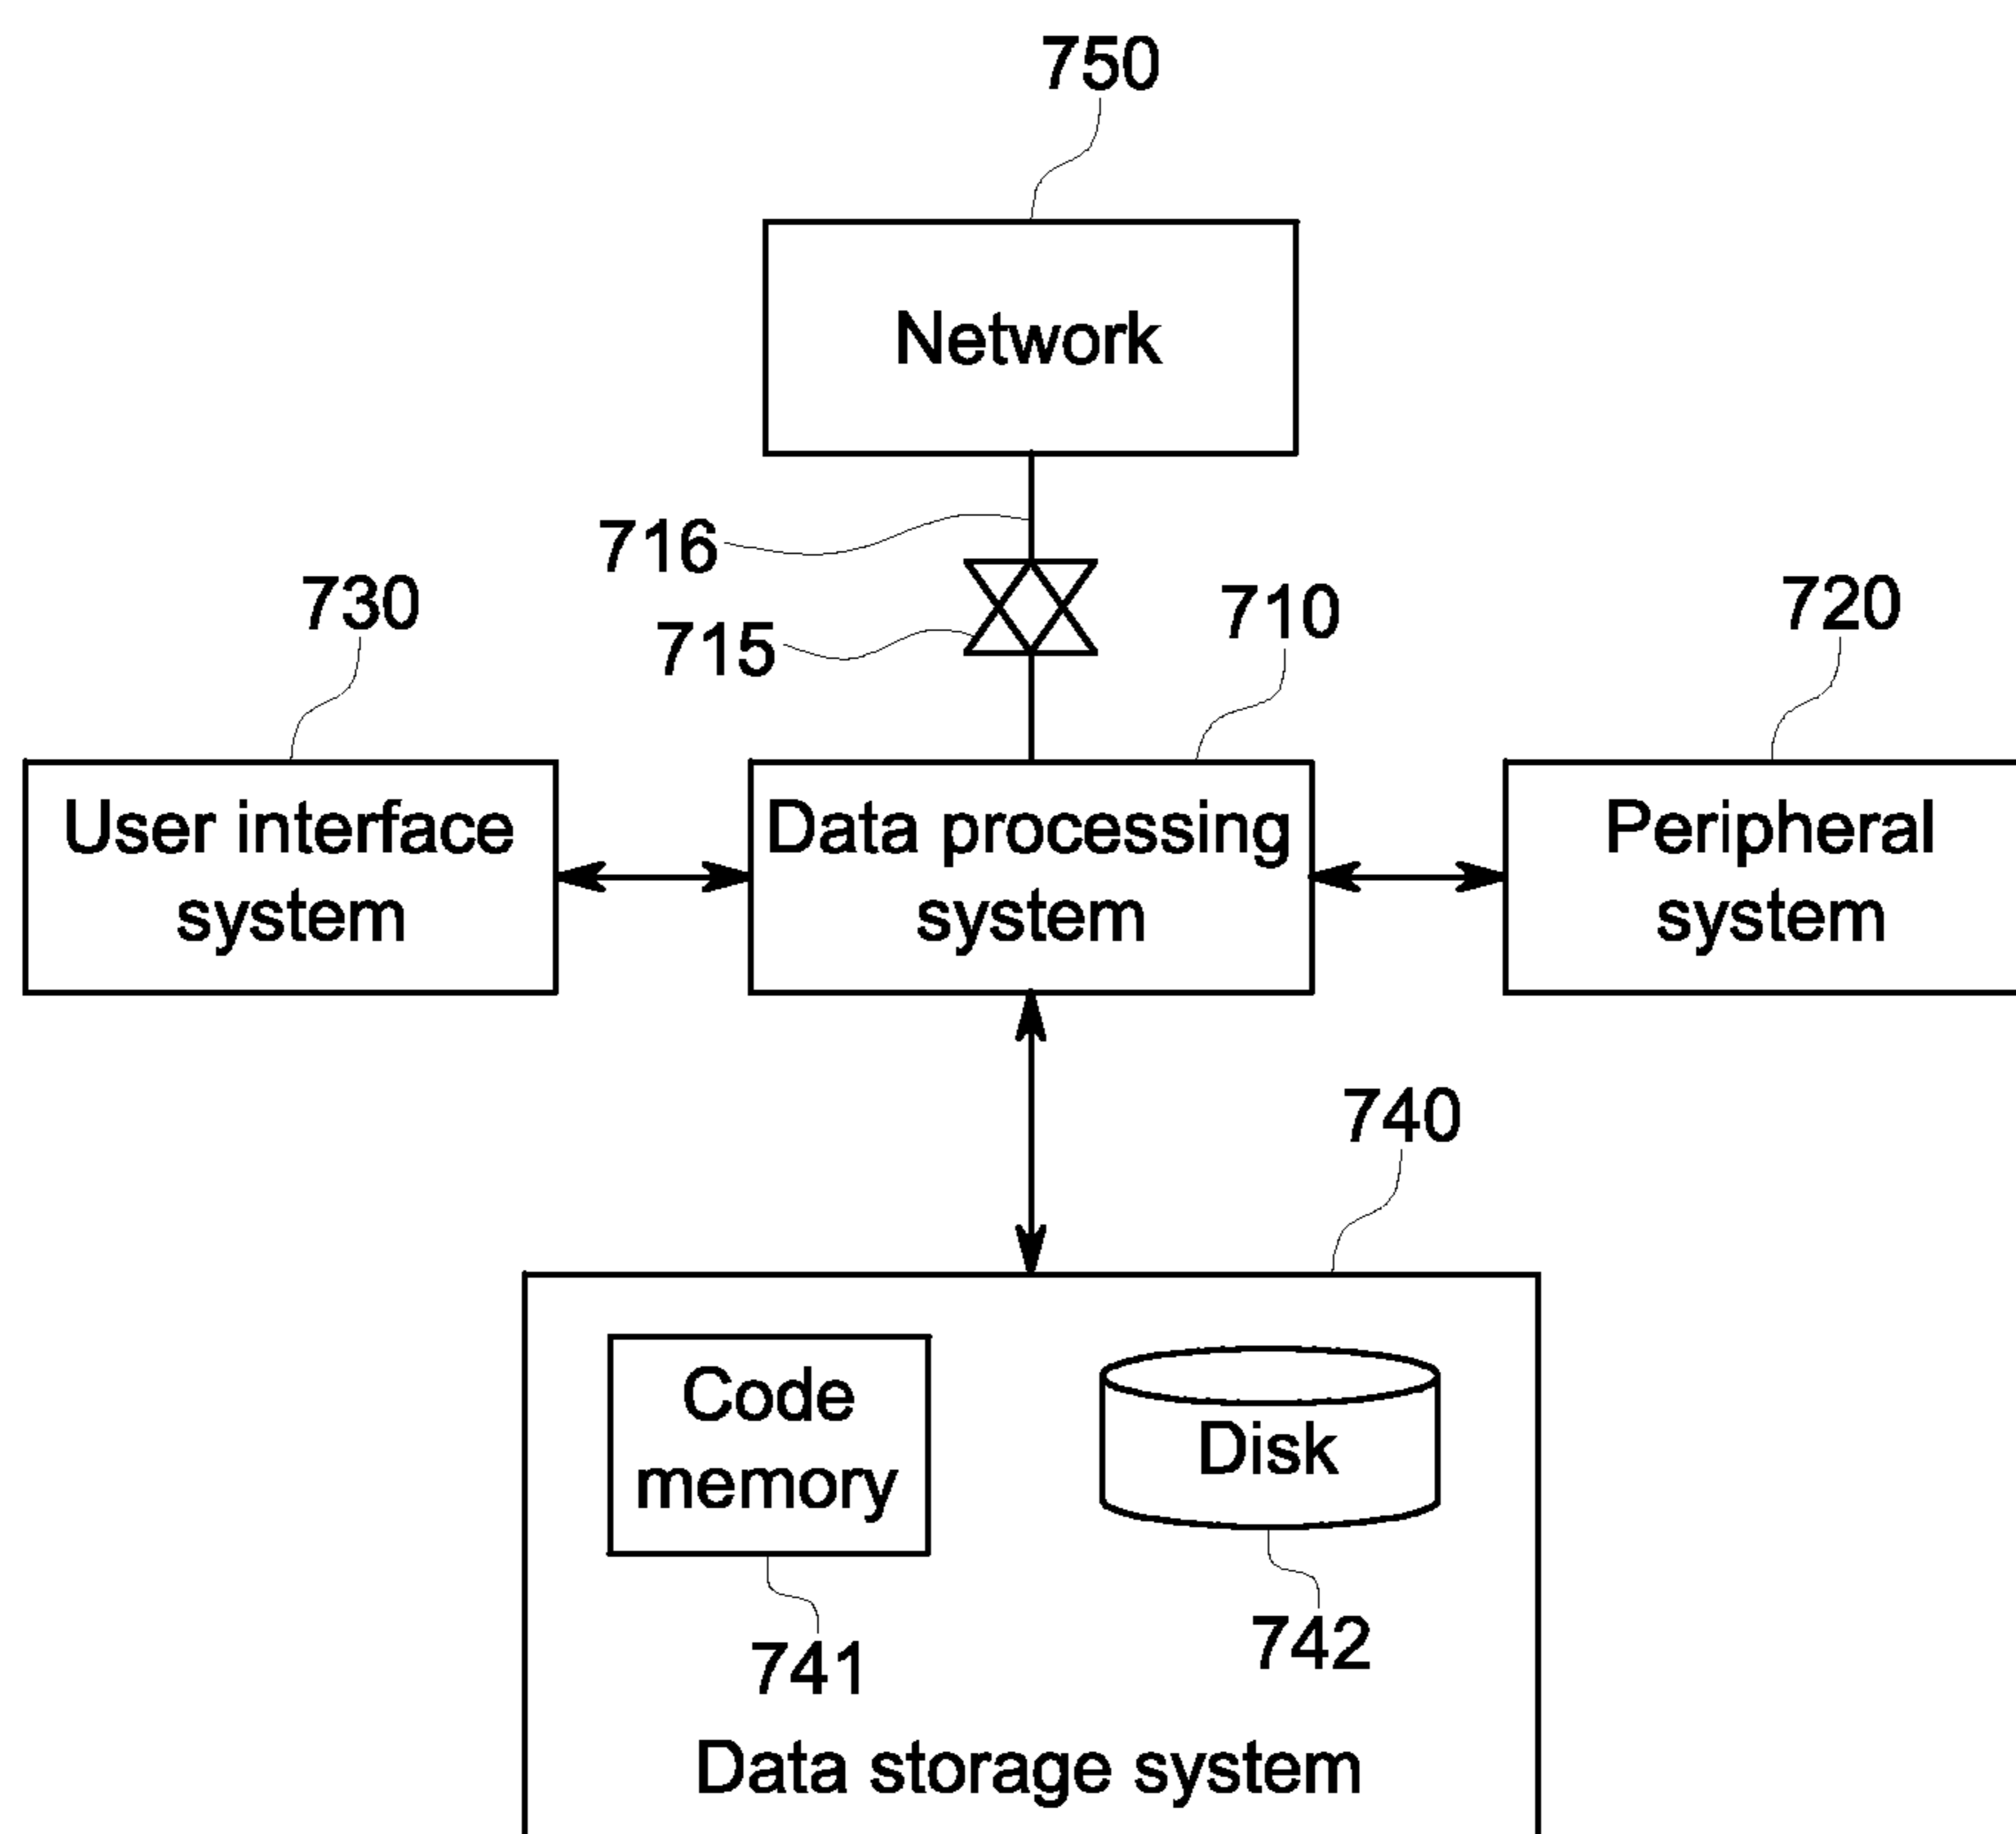 750
Network
716
730
715
710
720
User interface
system
Data processing
system
Peripheral
system
740
Code
memory
Disk
741
742
Data storage system